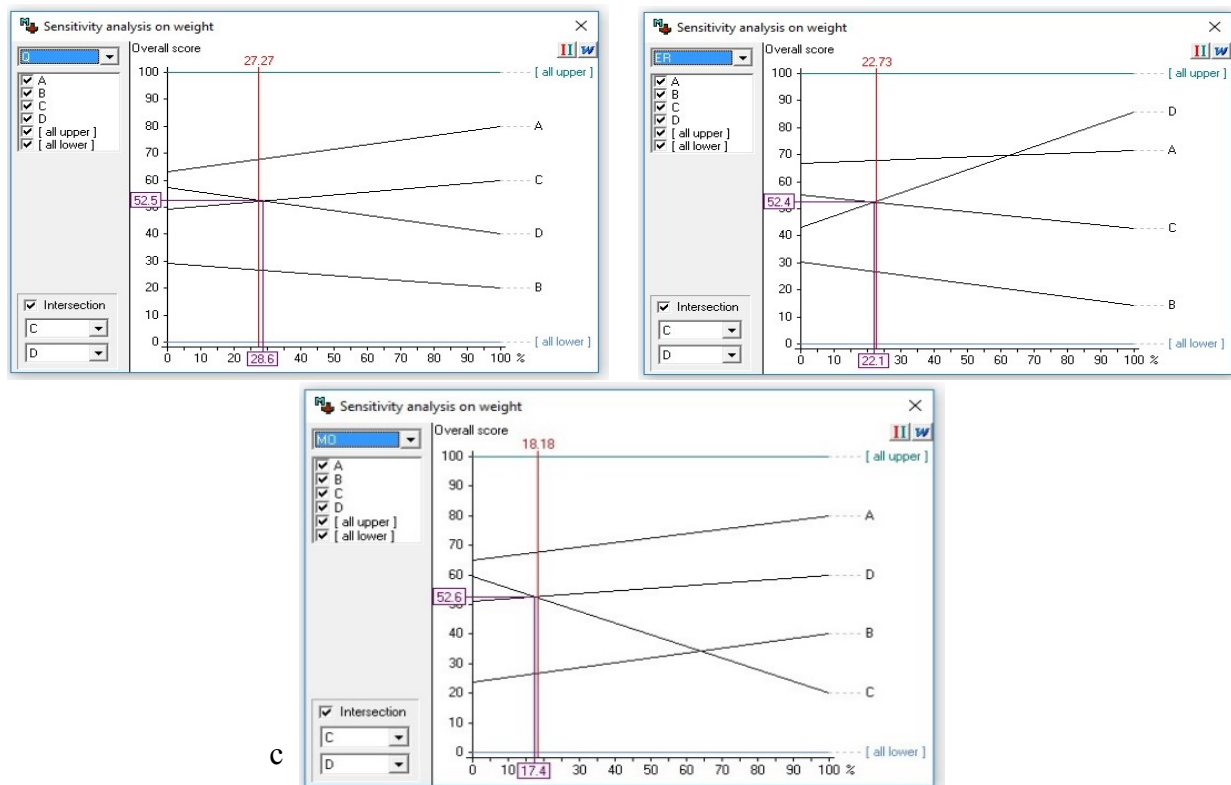 Sensitivity analysis on weight
Q
A
B
C
D
[ all upper ]
[ all lower ]
Intersection
C
D
Overall score
27.27
100
90
80
70
60
52.5
40
30
20
10
0
0
10
20
30
40
50
60
70
80
90
100 %
28.6
[ all upper ]
A
C
D
B
[ all lower ]
Sensitivity analysis on weight
ER
A
B
C
D
[ all upper ]
[ all lower ]
Intersection
C
D
Overall score
22.73
100
90
80
70
60
52.4
40
30
20
10
0
0
10
22.1
30
40
50
60
70
80
90
100 %
[ all upper ]
D
A
C
B
[ all lower ]
Sensitivity analysis on weight
MO
A
B
C
D
[ all upper ]
[ all lower ]
Intersection
C
D
Overall score
18.18
100
90
80
70
60
52.6
40
30
20
10
0
0
10
17.4
30
40
50
60
70
80
90
100 %
[ all upper ]
A
D
B
C
[ all lower ]
c